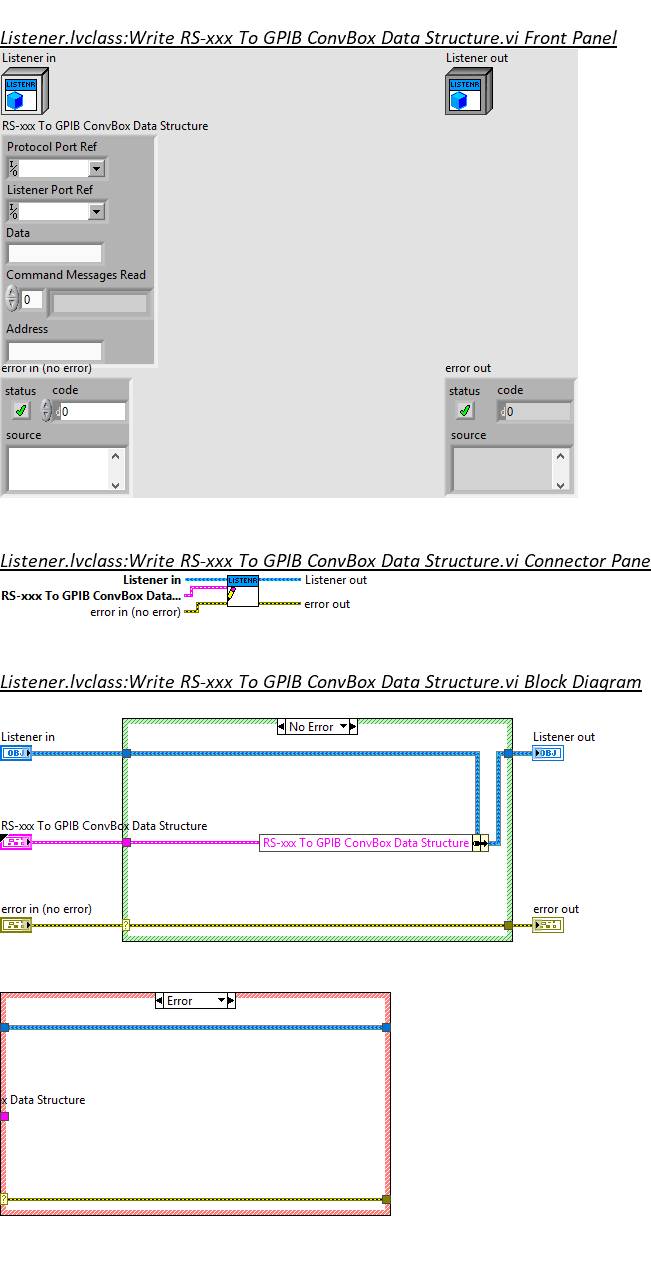 Listener.lvclass:Write RS-xxx To GPIB ConvBox Data Structure.vi Front Panel
Listener in
Listener out
LISTENR
LISTENR
RS-xxx To GPIB ConvBox Data Structure
Protocol Port Ref
I/O
Listener Port Ref
I/O
Data
Command Messages Read
0
Address
error in (no error)
error out
status code
status code
d 0
d 0
source
source
Listener.lvclass:Write RS-xxx To GPIB ConvBox Data Structure.vi Connector Pane
Listener in
LISTENR
Listener out
RS-xxx To GPIB ConvBox Data...
error in (no error)
error out
Listener.lvclass:Write RS-xxx To GPIB ConvBox Data Structure.vi Block Diagram
No Error
Listener in
Listener out
OBJ
OBJ
RS-xxx To GPIB ConvBox Data Structure
RS-xxx To GPIB ConvBox Data Structure
error in (no error)
error out
?
Error
x Data Structure
?